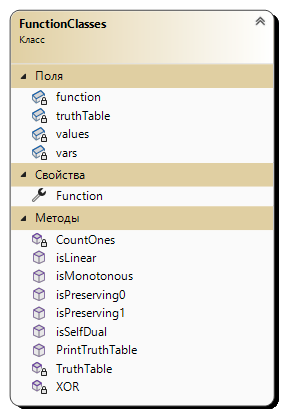 FunctionClasses
Класс
Поля
function
truthTable
values
vars
Свойства
Function
Методы
CountOnes
isLinear
isMonotonous
isPreserving0
isPreserving1
isSelfDual
PrintTruthTable
TruthTable
XOR